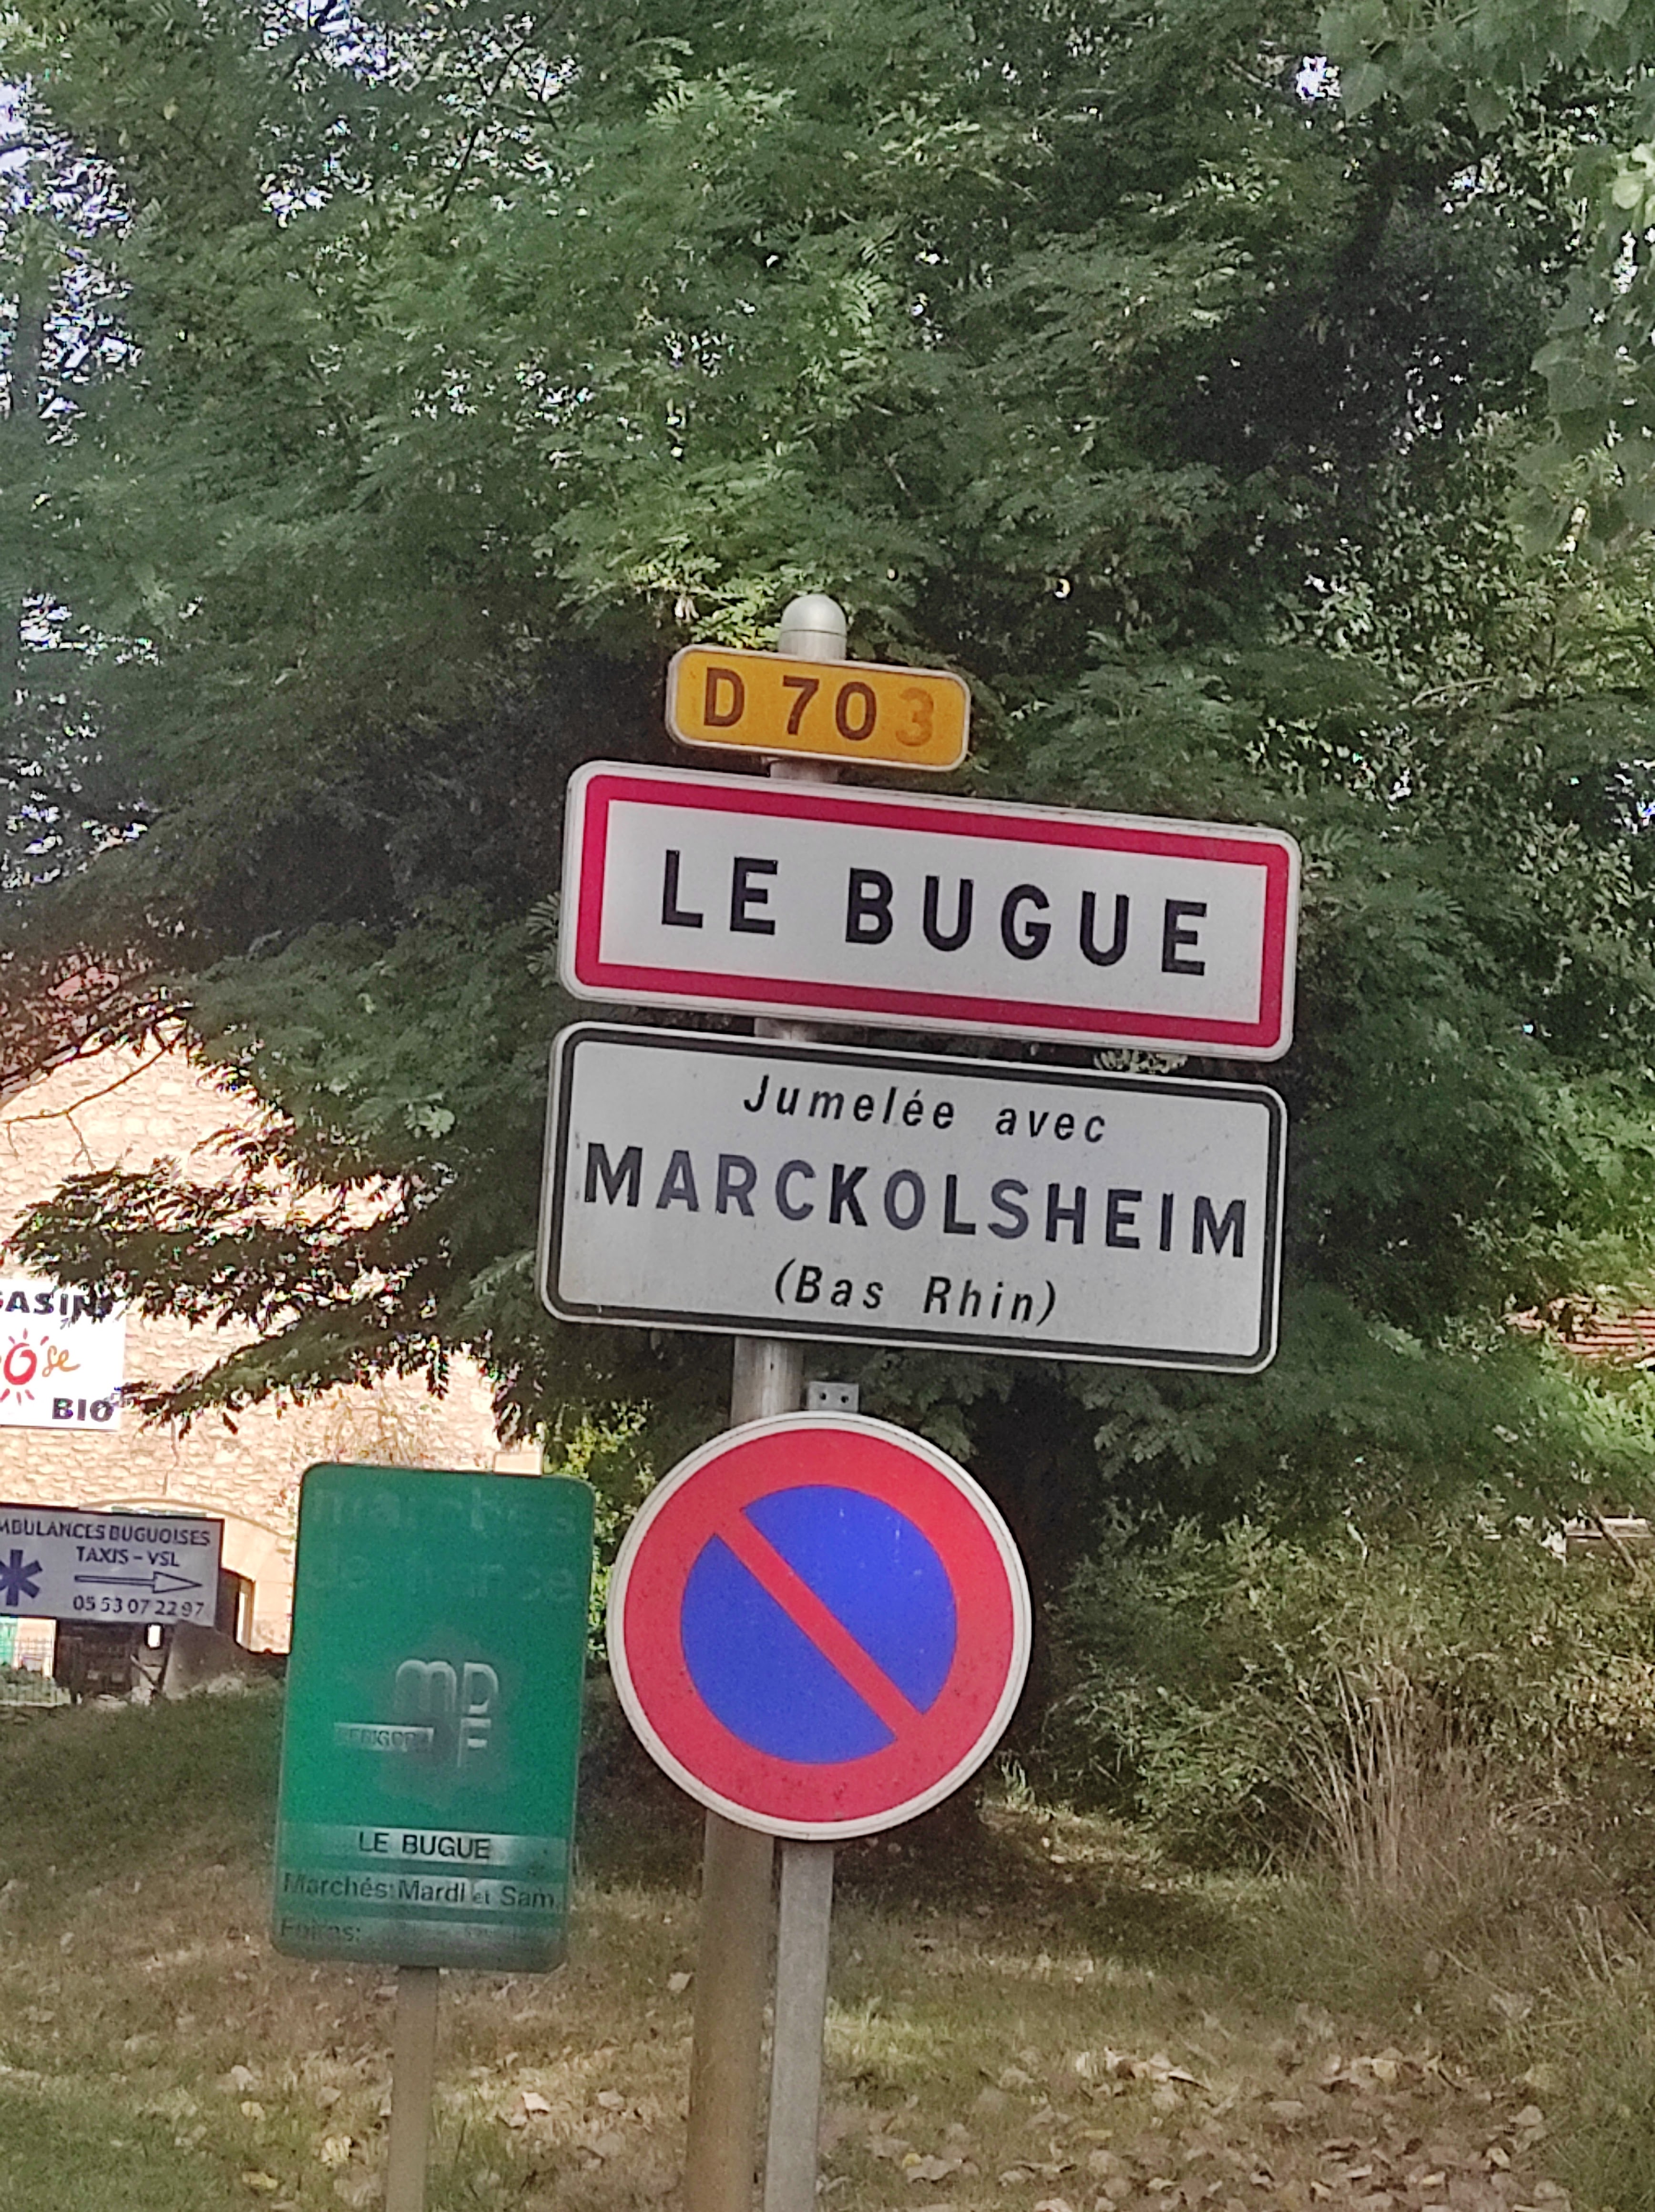 D 703
LE BUGUE
Jumelée avec
MARCKOLSHEIM
(Bas Rhin)
BIO
BUGUOISES
TAXIS - VSL
05 53 07 22 97
LE BUGUE
Marchés: Mardi et Sam.
Foires: